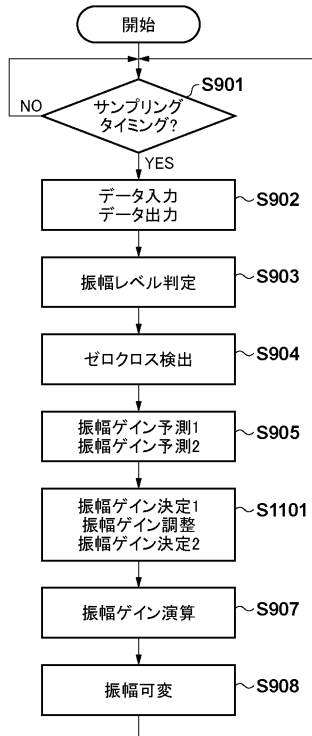 開始
S901
NO
サンプリング
タイミング?
YES
データ入力
データ出力
S902
振幅レベル判定
S903
ゼロクロス検出
S904
振幅ゲイン予測1
振幅ゲイン予測2
S905
振幅ゲイン決定1
振幅ゲイン調整
振幅ゲイン決定2
S1101
振幅ゲイン演算
S907
振幅可変
S908